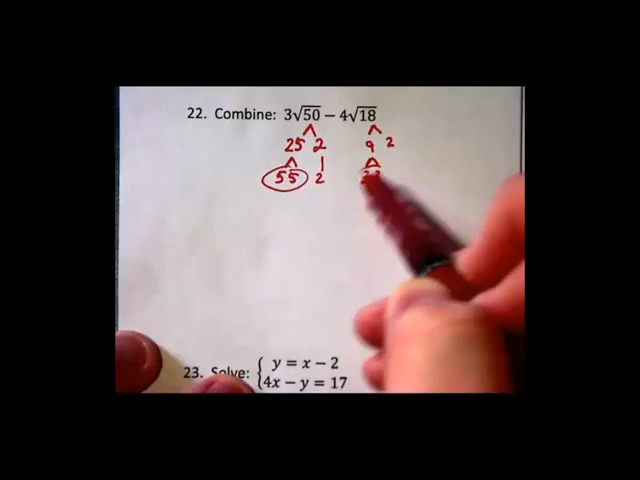 22. Combine: 3√50 − 4√18
25 2 9 2
5 5 2
23. Solve: { y = x − 2
4x − y = 17